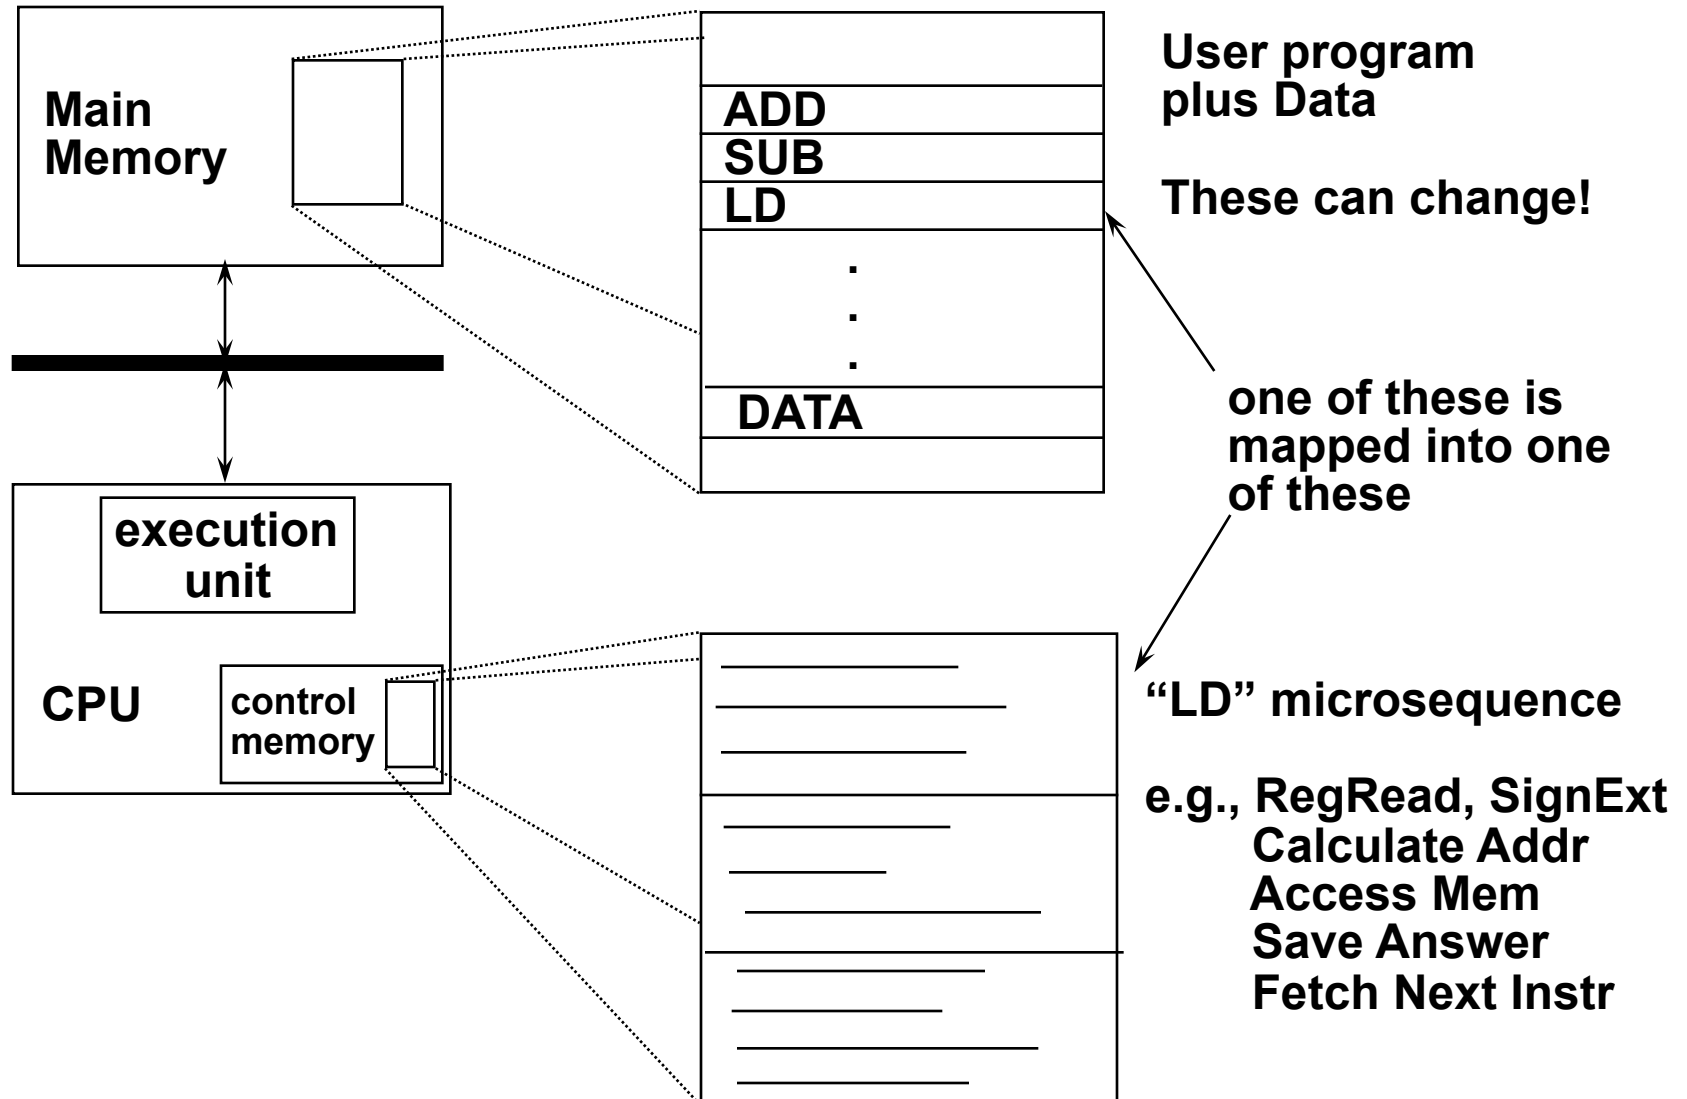 Main
Memory
ADD
SUB
LD
.
.
.
DATA
User program
plus Data
These can change!
one of these is
mapped into one
of these
execution
unit
CPU
control
memory
“LD” microsequence
e.g., RegRead, SignExt
Calculate Addr
Access Mem
Save Answer
Fetch Next Instr